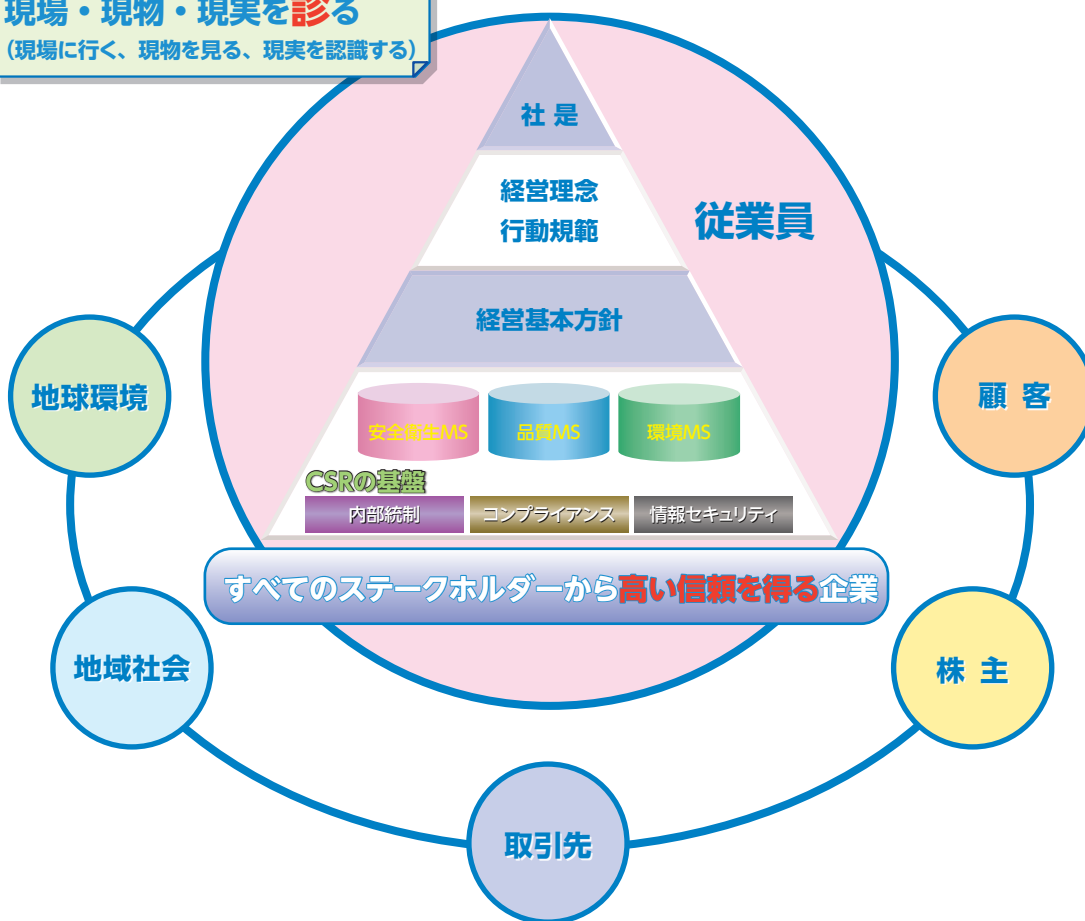 現場・現物・現実を診る
（現場に行く、現物を見る、現実を認識する）
社 是
経営理念
行動規範
従業員
経営基本方針
地球環境
顧 客
安全衛生MS
品質MS
環境MS
CSRの基盤
内部統制
コンプライアンス
情報セキュリティ
すべてのステークホルダーから高い信頼を得る企業
地域社会
株 主
取引先